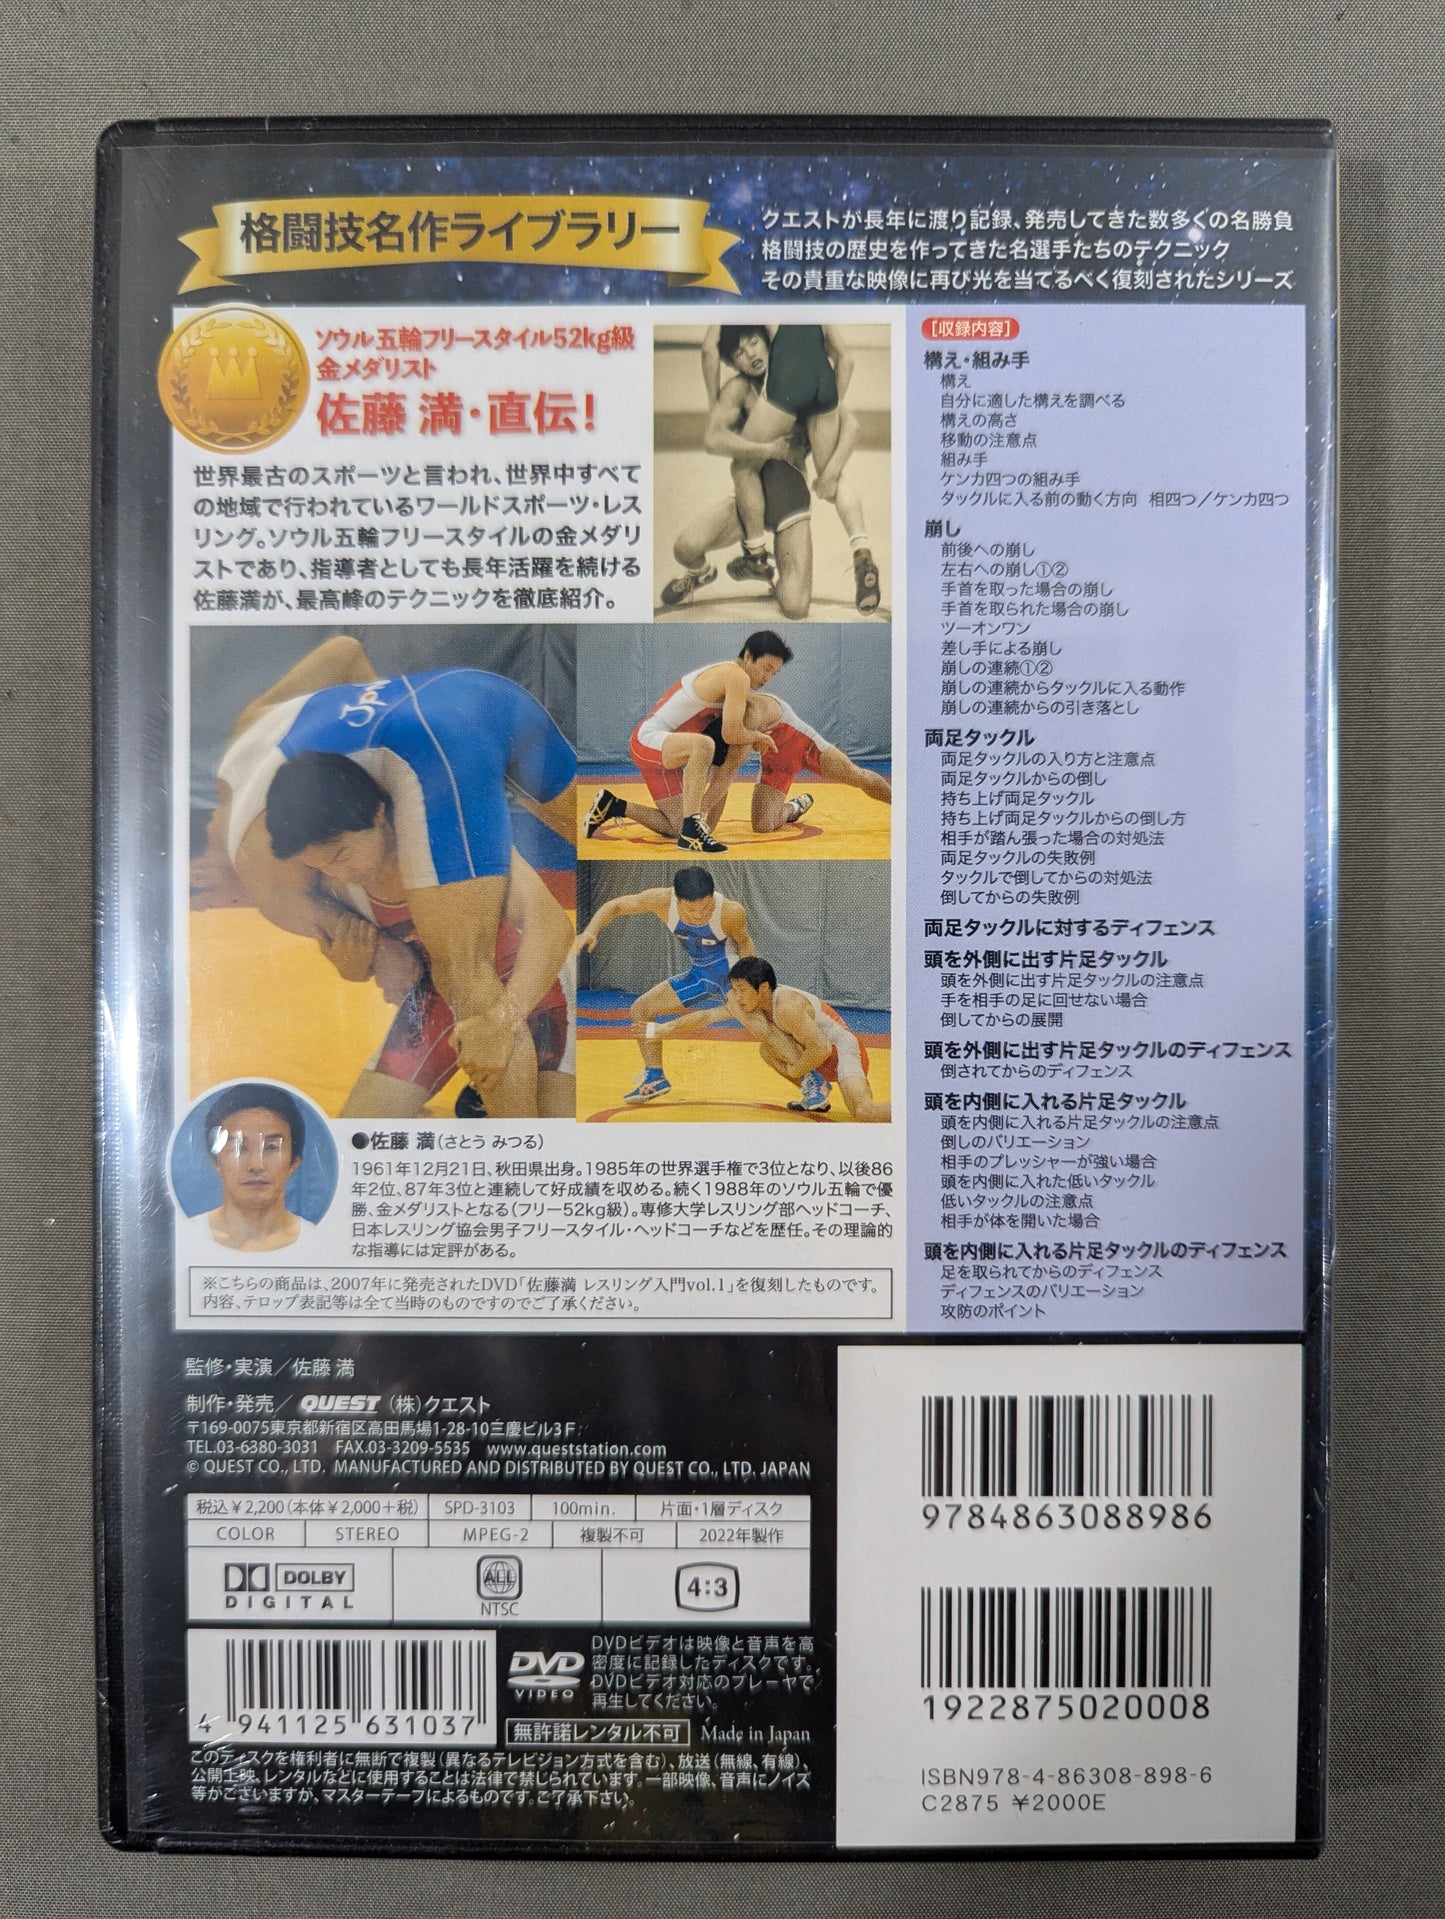 格闘技名作ライブラリー
クエストが長年に渡り記録、発売してきた数多くの名勝負
格闘技の歴史を作ってきた名選手たちのテクニック
その貴重な映像に再び光を当てるべく復刻されたシリーズ
ソウル五輪フリースタイル52kg級
金メダリスト
佐藤 満・直伝!
世界最古のスポーツと言われ、世界中すべて
の地域で行われているワールドスポーツ・レス
リング。ソウル五輪フリースタイルの金メダリ
ストであり、指導者としても長年活躍を続ける
佐藤満が、最高峰のテクニックを徹底紹介。
●佐藤 満(さとう みつる)
1961年12月21日、秋田県出身。1985年の世界選手権で3位となり、以後86
年2位、87年3位と連続して好成績を収める。続く1988年のソウル五輪で優
勝、金メダリストとなる(フリー52kg級)。専修大学レスリング部ヘッドコーチ、
日本レスリング協会男子フリースタイル・ヘッドコーチなどを歴任。その理論的
な指導には定評がある。
※こちらの商品は、2007年に発売されたDVD「佐藤満 レスリング入門vol.1」を復刻したものです。
内容、テロップ表記等は全て当時のものですのでご了承ください。
[収録内容]
構え・組み手
構え
自分に適した構えを調べる
構えの高さ
移動の注意点
組み手
ケンカ四つの組み手
タックルに入る前の動く方向 相四つ/ケンカ四つ
崩し
前後への崩し
左右への崩し①②
手首を取った場合の崩し
手首を取られた場合の崩し
ツーオンワン
差し手による崩し
崩しの連続①②
崩しの連続からタックルに入る動作
崩しの連続からの引き落とし
両足タックル
両足タックルの入り方と注意点
両足タックルからの倒し
持ち上げ両足タックル
持ち上げ両足タックルからの倒し方
相手が踏ん張った場合の対処法
両足タックルの失敗例
タックルで倒してからの対処法
倒してからの失敗例
両足タックルに対するディフェンス
頭を外側に出す片足タックル
頭を外側に出す片足タックルの注意点
手を相手の足に回せない場合
倒してからの展開
頭を外側に出す片足タックルのディフェンス
倒されてからのディフェンス
頭を内側に入れる片足タックル
頭を内側に入れる片足タックルの注意点
倒しのバリエーション
相手のプレッシャーが強い場合
頭を内側に入れた低いタックル
低いタックルの注意点
相手が体を開いた場合
頭を内側に入れる片足タックルのディフェンス
足を取られてからのディフェンス
ディフェンスのバリエーション
攻防のポイント
監修・実演/佐藤 満
制作・発売/ QUEST (株)クエスト
〒169-0075東京都新宿区高田馬場1-28-10三慶ビル3F
TEL.03-6380-3031 FAX.03-3209-5535 www.queststation.com
© QUEST CO., LTD. MANUFACTURED AND DISTRIBUTED BY QUEST CO., LTD. JAPAN
税込¥2,200(本体¥2,000+税) SPD-3103 100min. 片面・1層ディスク
COLOR STEREO MPEG-2 複製不可 2022年製作
DOLBY
DIGITAL
ALL
NTSC
4:3
4 941125 631037
DVD
VIDEO
DVDビデオは映像と音声を高
密度に記録したディスクです。
DVDビデオ対応のプレーヤで
再生してください。
無許諾レンタル不可 Made in Japan
このディスクを権利者に無断で複製(異なるテレビジョン方式を含む)、放送(無線、有線)、
公開上映、レンタルなどに使用することは法律で禁じられています。一部映像、音声にノイズ
等がございますが、マスターテープによるものです。ご了承下さい。
9784863088986
1922875020008
ISBN978-4-86308-898-6
C2875 ¥2000E